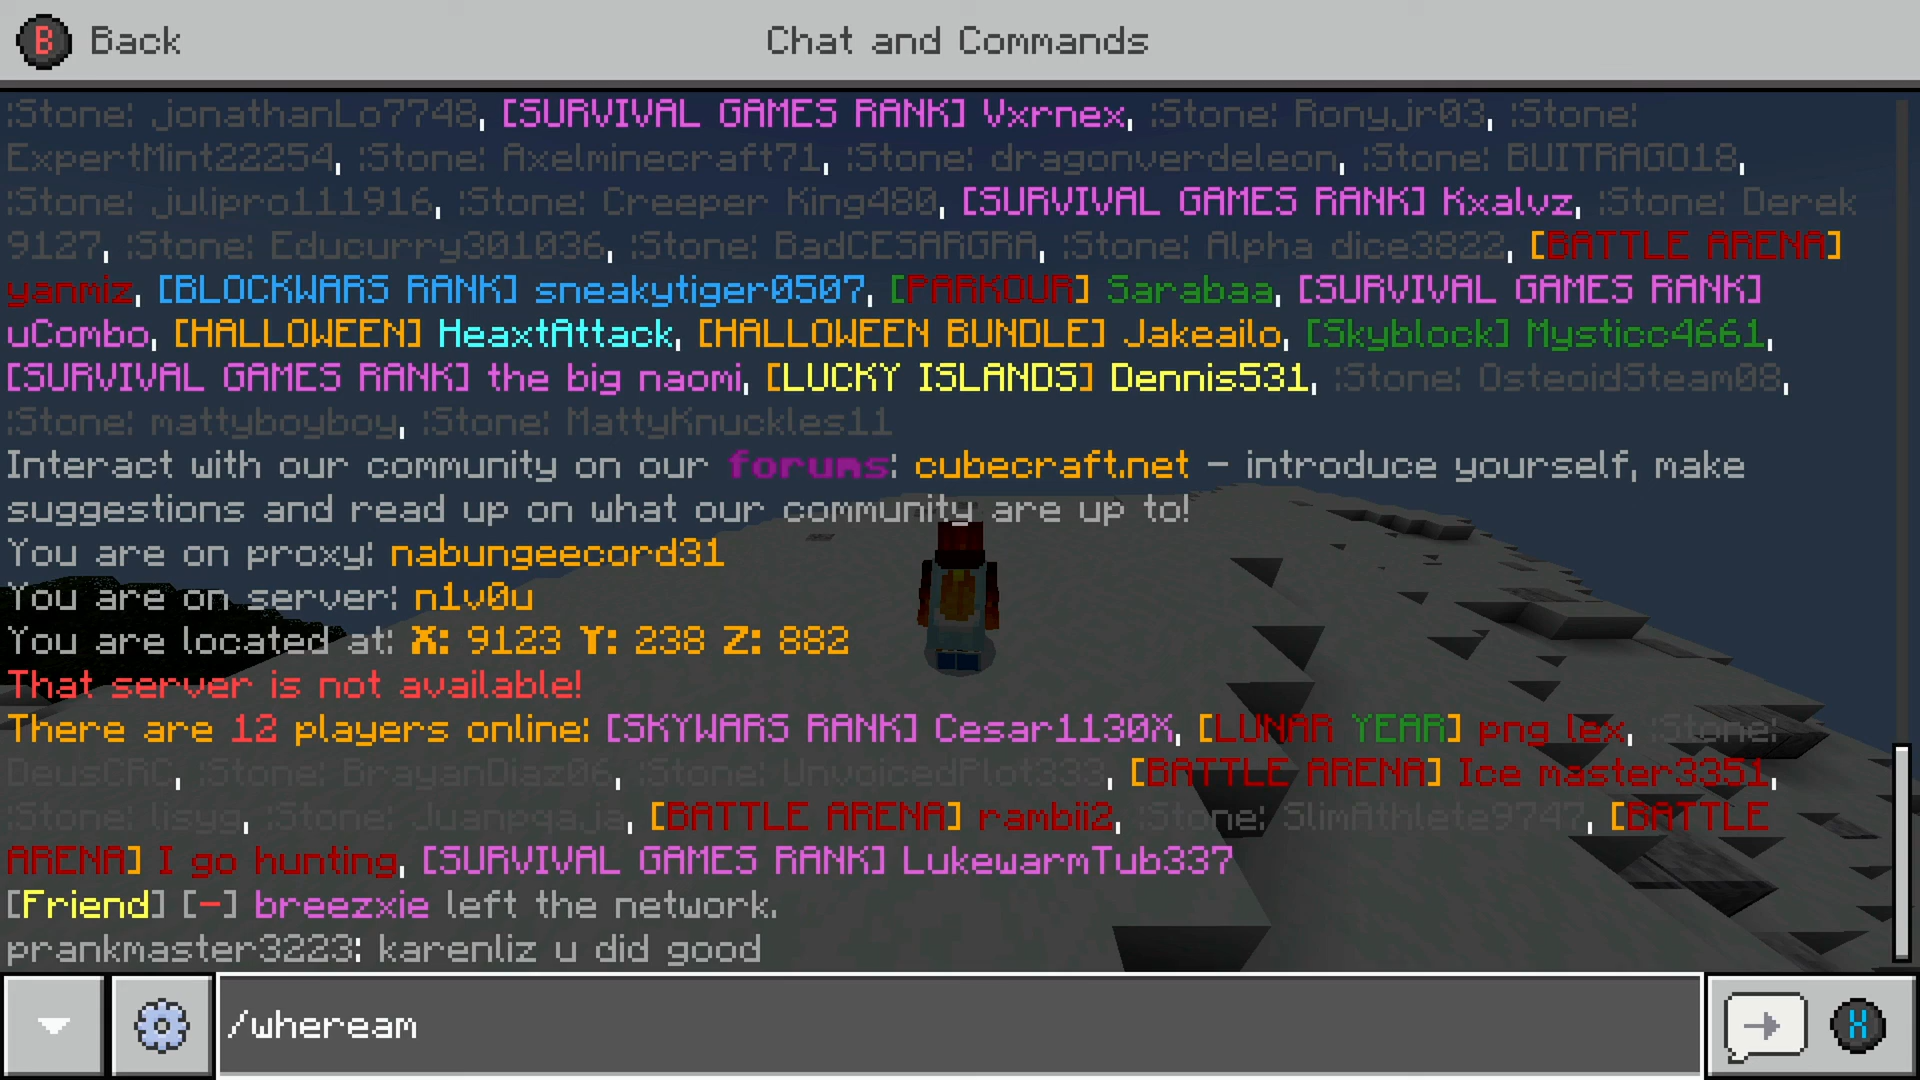 B Back
Chat and Commands
:Stone: jonathanLo7748, [SURVIVAL GAMES RANK] Vxrnex, :Stone: Ronyjr03, :Stone:
ExpertMint22254, :Stone: Axelminecraft71, :Stone: dragonverdeleon, :Stone: BUITRAGO18,
:Stone: julipro111916, :Stone: Creeper King480, [SURVIVAL GAMES RANK] Kxalvz, :Stone: Derek
9127, :Stone: Educurry301036, :Stone: BadCESARGRA, :Stone: Alpha dice3822, [BATTLE ARENA]
yanmiz, [BLOCKWARS RANK] sneakytiger0507, [PARKOUR] Sarabaa, [SURVIVAL GAMES RANK]
uCombo, [HALLOWEEN] HeaxtAttack, [HALLOWEEN BUNDLE] Jakeailo, [Skyblock] Mysticc4661,
[SURVIVAL GAMES RANK] the big naomi, [LUCKY ISLANDS] Dennis531, :Stone: OsteoidSteam08,
:Stone: mattyboyboy, :Stone: MattyKnuckles11
Interact with our community on our forums: cubecraft.net - introduce yourself, make
suggestions and read up on what our community are up to!
You are on proxy: nabungeecord31
You are on server: n1v0u
You are located at: X: 9123 Y: 238 Z: 882
That server is not available!
There are 12 players online: [SKYWARS RANK] Cesar1130X, [LUNAR YEAR] png lex, :Stone:
DeusCRC, :Stone: BrayanDiaz06, :Stone: [BATTLE ARENA] Ice master3351,
:Stone: lisyg, :Stone: [BATTLE ARENA] rambii2, :Stone: SlimAthlete9747, [BATTLE
ARENA] I go hunting, [SURVIVAL GAMES RANK] LukewarmTub337
[Friend] [-] breezxie left the network.
prankmaster3223: karenliz u did good
/wheream
X